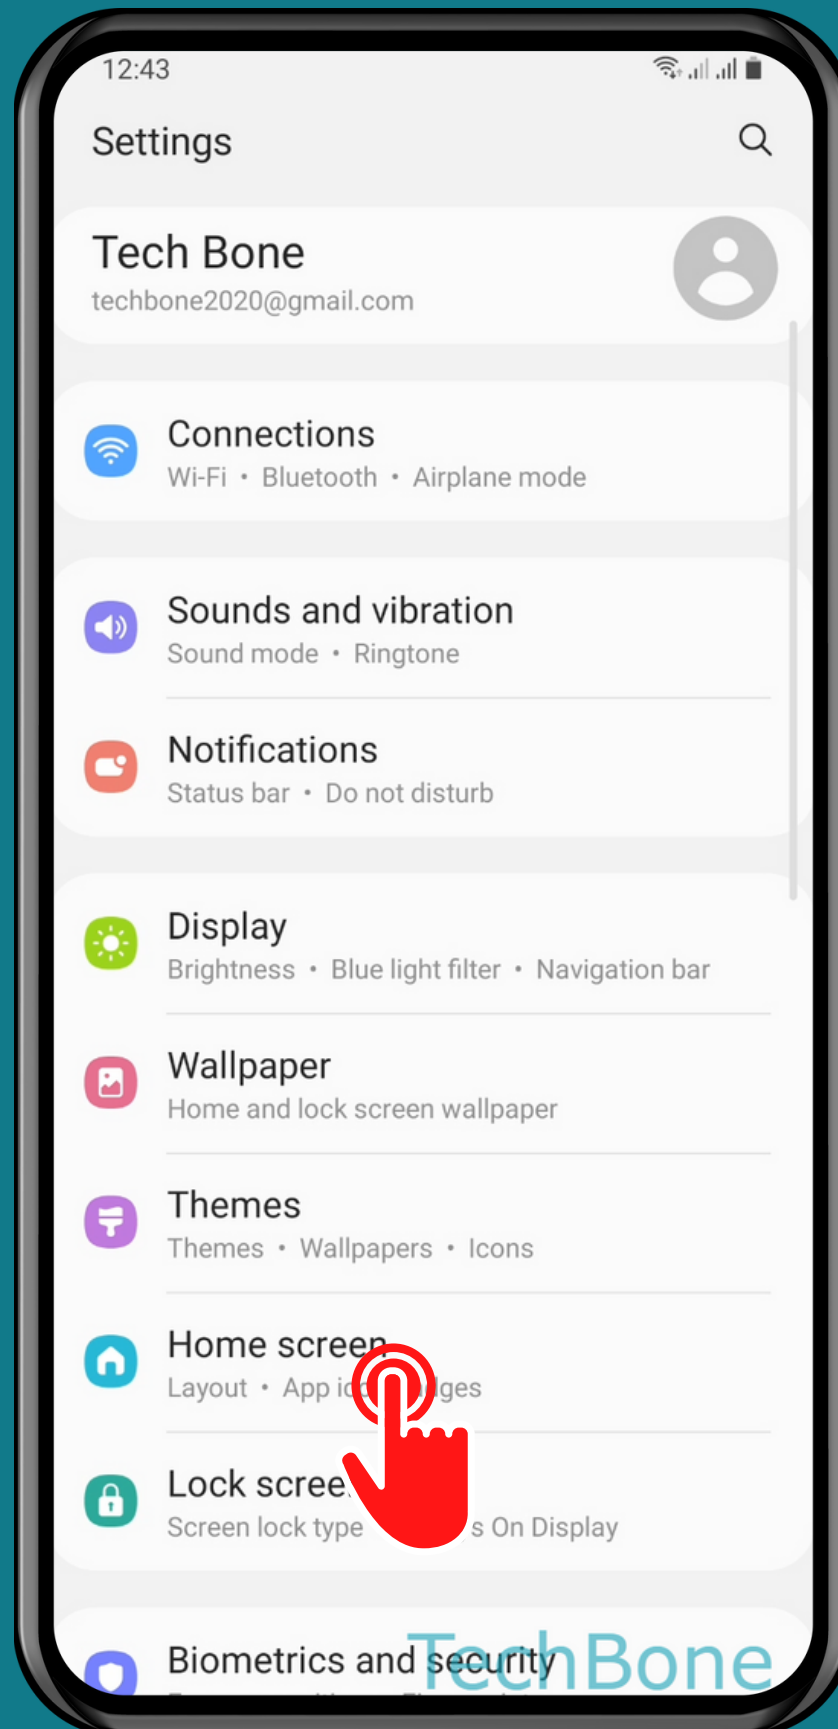 12:43
Settings
Tech Bone
techbone2020@gmail.com
Connections
Wi-Fi • Bluetooth • Airplane mode
Sounds and vibration
Sound mode • Ringtone
Notifications
Status bar • Do not disturb
Display
Brightness • Blue light filter • Navigation bar
Wallpaper
Home and lock screen wallpaper
Themes
Themes • Wallpapers • Icons
Home screen
Layout • App
Lock
Screen lock type On Display
Biometrics and security
TechBone